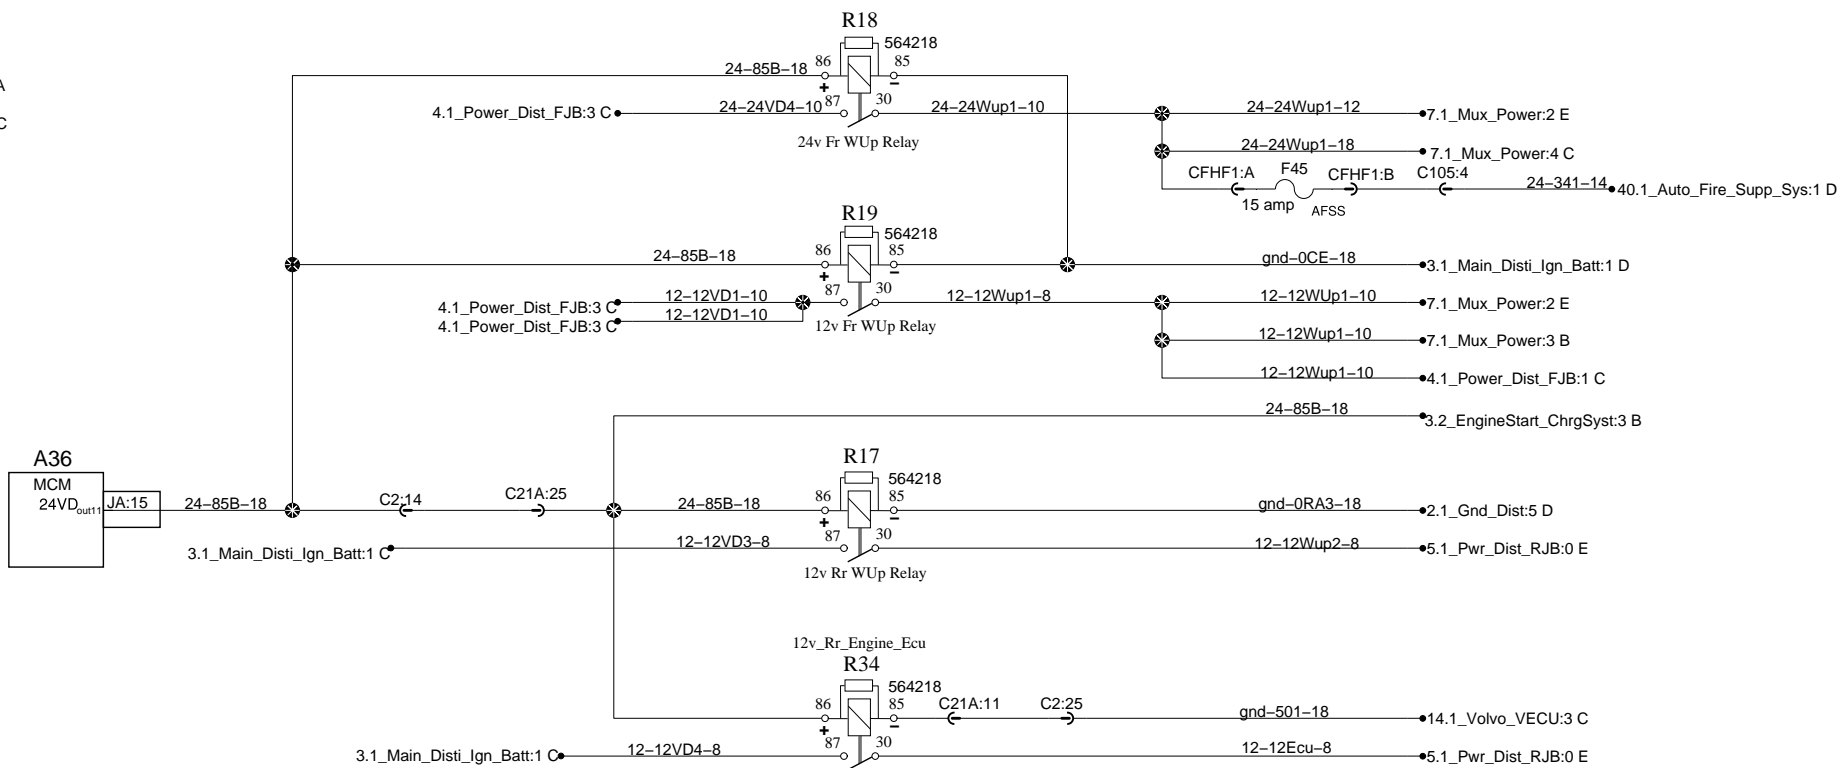 R18
564218
A
86
85
24-85B-18
+
-
C
4.1_Power_Dist_FJB:3 C
24-24VD4-10
87
30
24-24Wup1-10
24-24Wup1-12
7.1_Mux_Power:2 E
24v Fr WUp Relay
24-24Wup1-18
7.1_Mux_Power:4 C
CFHF1:A
F45
CFHF1:B
C105:4
24-341-14
40.1_Auto_Fire_Supp_Sys:1 D
15 amp
AFSS
R19
564218
86
85
24-85B-18
+
-
gnd-0CE-18
3.1_Main_Disti_Ign_Batt:1 D
4.1_Power_Dist_FJB:3 C
12-12VD1-10
87
30
12-12Wup1-8
12-12WUp1-10
7.1_Mux_Power:2 E
4.1_Power_Dist_FJB:3 C
12-12VD1-10
12v Fr WUp Relay
12-12Wup1-10
7.1_Mux_Power:3 B
12-12Wup1-10
4.1_Power_Dist_FJB:1 C
24-85B-18
3.2_EngineStart_ChrgSyst:3 B
A36
MCM
24VDout11
JA:15
24-85B-18
C2:14
C21A:25
R17
564218
86
85
24-85B-18
+
-
gnd-0RA3-18
2.1_Gnd_Dist:5 D
3.1_Main_Disti_Ign_Batt:1 C
12-12VD3-8
87
30
12-12Wup2-8
5.1_Pwr_Dist_RJB:0 E
12v Rr WUp Relay
12v_Rr_Engine_Ecu
R34
564218
86
85
+
-
C21A:11
C2:25
gnd-501-18
14.1_Volvo_VECU:3 C
3.1_Main_Disti_Ign_Batt:1 C
12-12VD4-8
87
30
12-12Ecu-8
5.1_Pwr_Dist_RJB:0 E